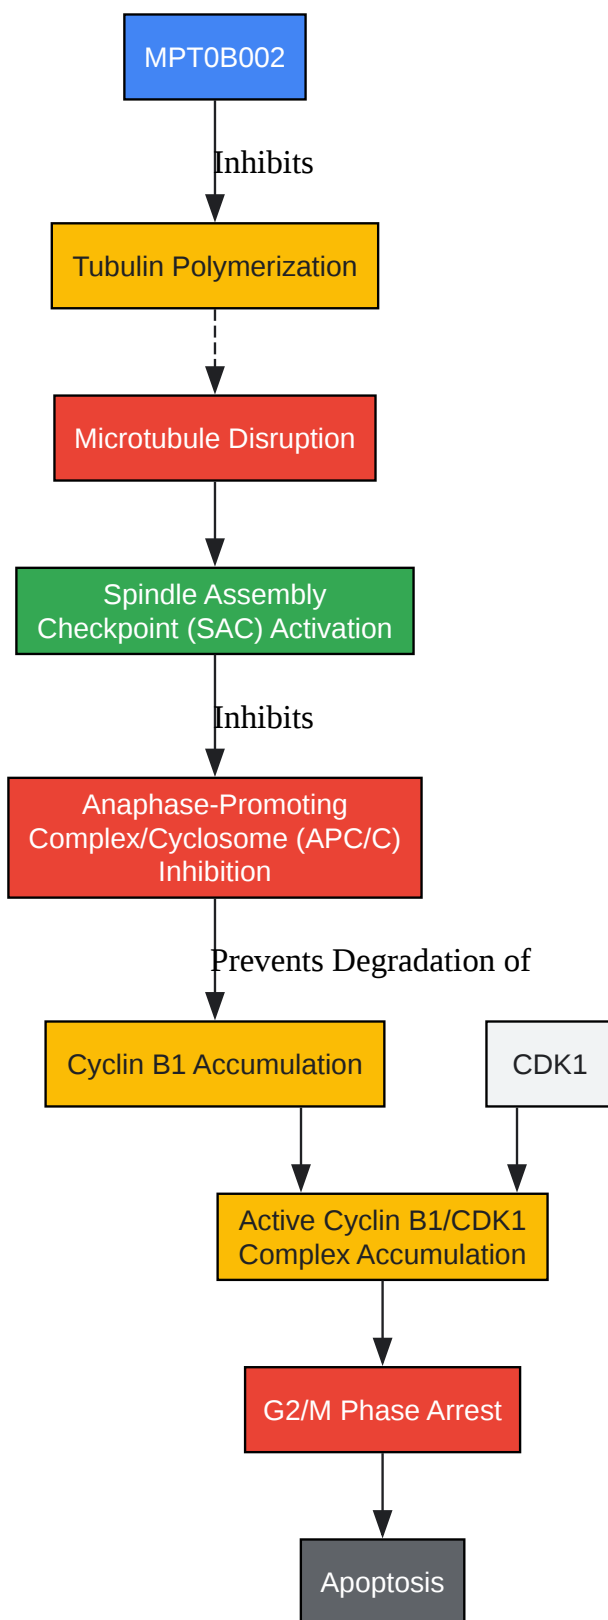 MPT0B002
Inhibits
Tubulin Polymerization
Microtubule Disruption
Spindle Assembly
Checkpoint (SAC) Activation
Inhibits
Anaphase-Promoting
Complex/Cyclosome (APC/C)
Inhibition
Prevents Degradation of
Cyclin B1 Accumulation
CDK1
Active Cyclin B1/CDK1
Complex Accumulation
G2/M Phase Arrest
Apoptosis